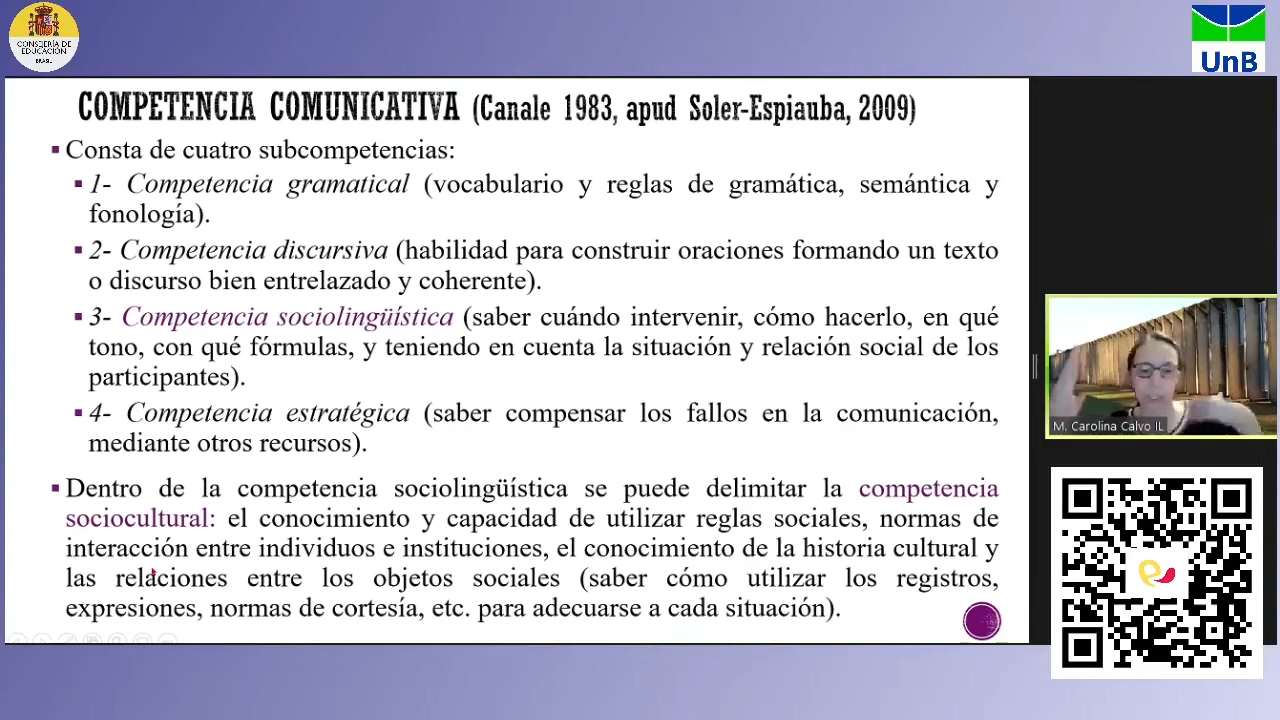 CONSEJERÍA DE
EDUCACIÓN
BRASIL
UnB
COMPETENCIA COMUNICATIVA (Canale 1983, apud Soler-Espiauba, 2009)
▪ Consta de cuatro subcompetencias:
▪ 1- Competencia gramatical (vocabulario y reglas de gramática, semántica y
fonología).
▪ 2- Competencia discursiva (habilidad para construir oraciones formando un texto
o discurso bien entrelazado y coherente).
▪ 3- Competencia sociolingüística (saber cuándo intervenir, cómo hacerlo, en qué
tono, con qué fórmulas, y teniendo en cuenta la situación y relación social de los
participantes).
▪ 4- Competencia estratégica (saber compensar los fallos en la comunicación,
mediante otros recursos).
▪ Dentro de la competencia sociolingüística se puede delimitar la competencia
sociocultural: el conocimiento y capacidad de utilizar reglas sociales, normas de
interacción entre individuos e instituciones, el conocimiento de la historia cultural y
las relaciones entre los objetos sociales (saber cómo utilizar los registros,
expresiones, normas de cortesía, etc. para adecuarse a cada situación).
M. Carolina Calvo IL